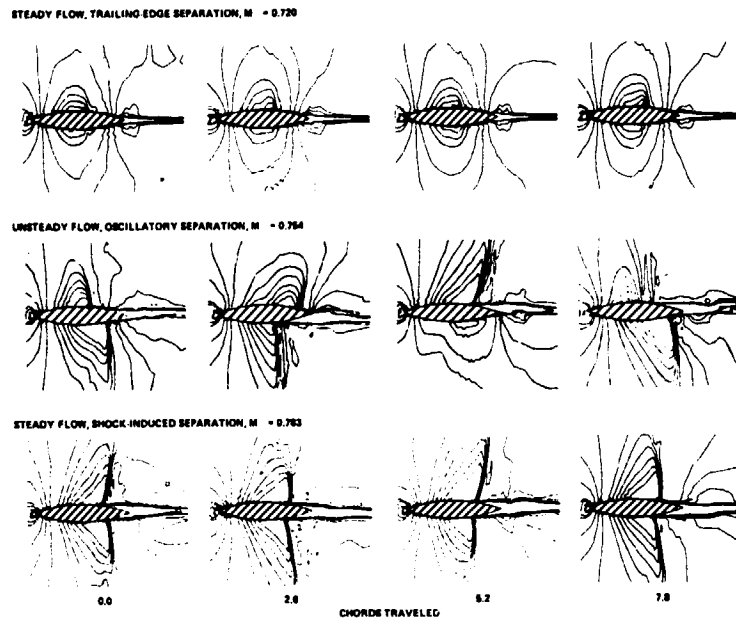 STEADY FLOW, TRAILING-EDGE SEPARATION, M = 0.720
UNSTEADY FLOW, OSCILLATORY SEPARATION, M = 0.754
STEADY FLOW, SHOCK-INDUCED SEPARATION, M = 0.783
0.0 2.6 5.2 7.8
CHORDS TRAVELED